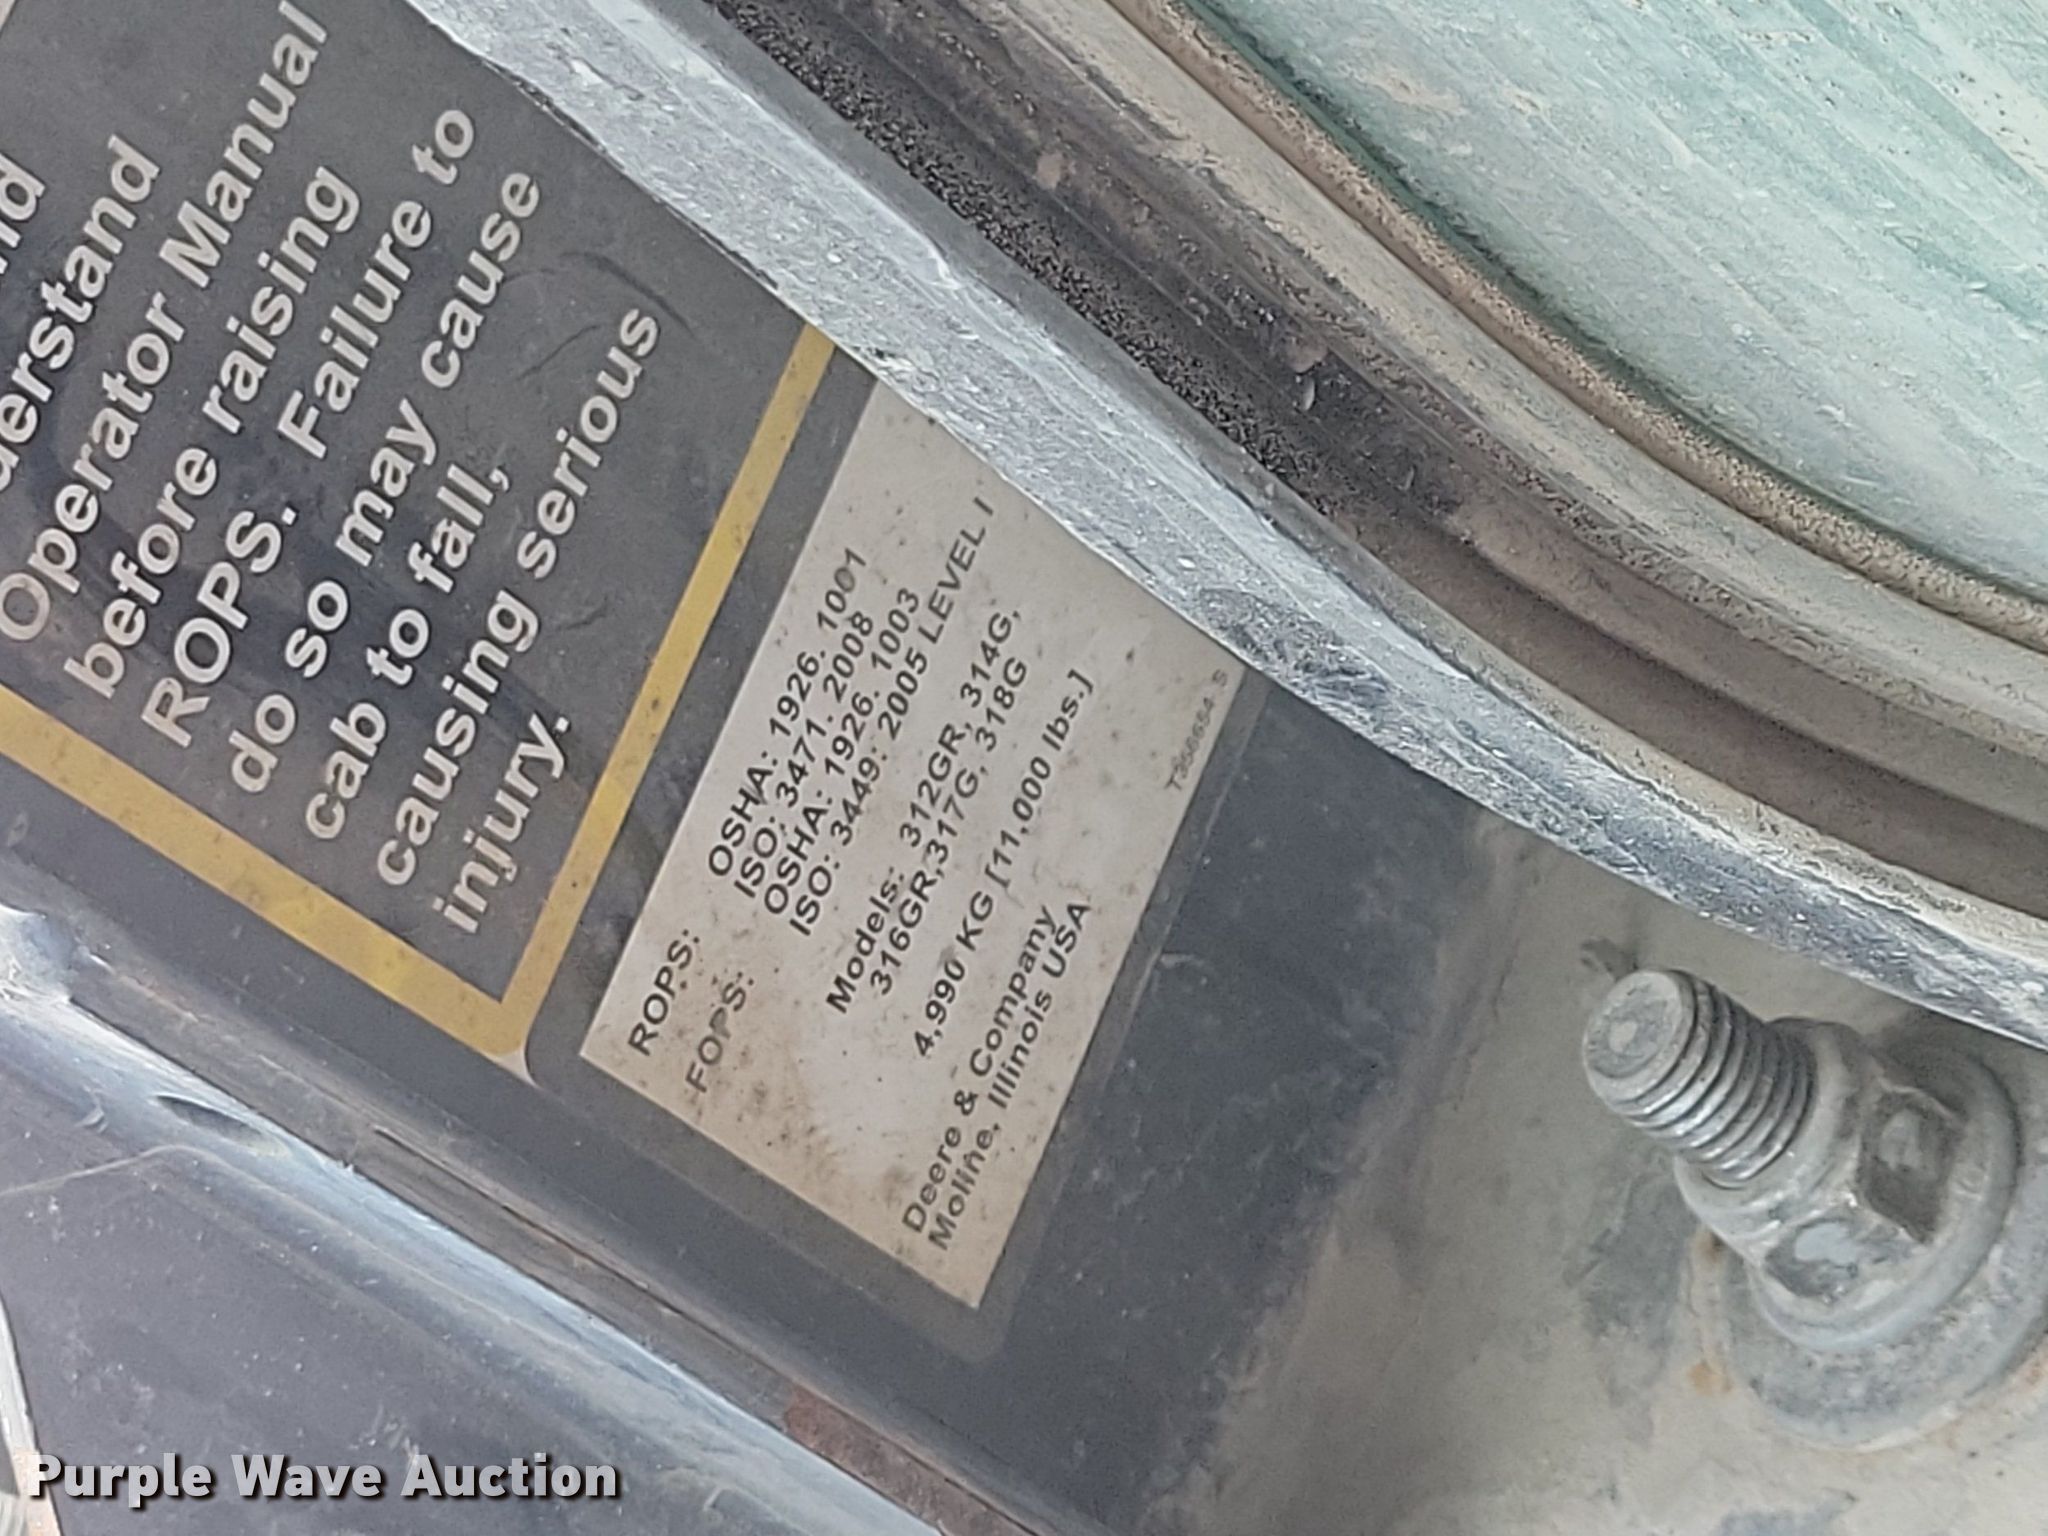 derstand
Operator Manual
before raising
ROPS. Failure to
do so may cause
cab to fall,
causing serious
injury.
ROPS: OSHA: 1926. 1001
ISO: 3471. 2008
FOPS: OSHA: 1926. 1003
ISO: 3449: 2005 LEVEL I
Models: 312GR, 314G,
316GR,317G, 318G
4,990 KG [11,000 lbs.]
Deere & Company
Moline, Illinois USA
Purple Wave Auction